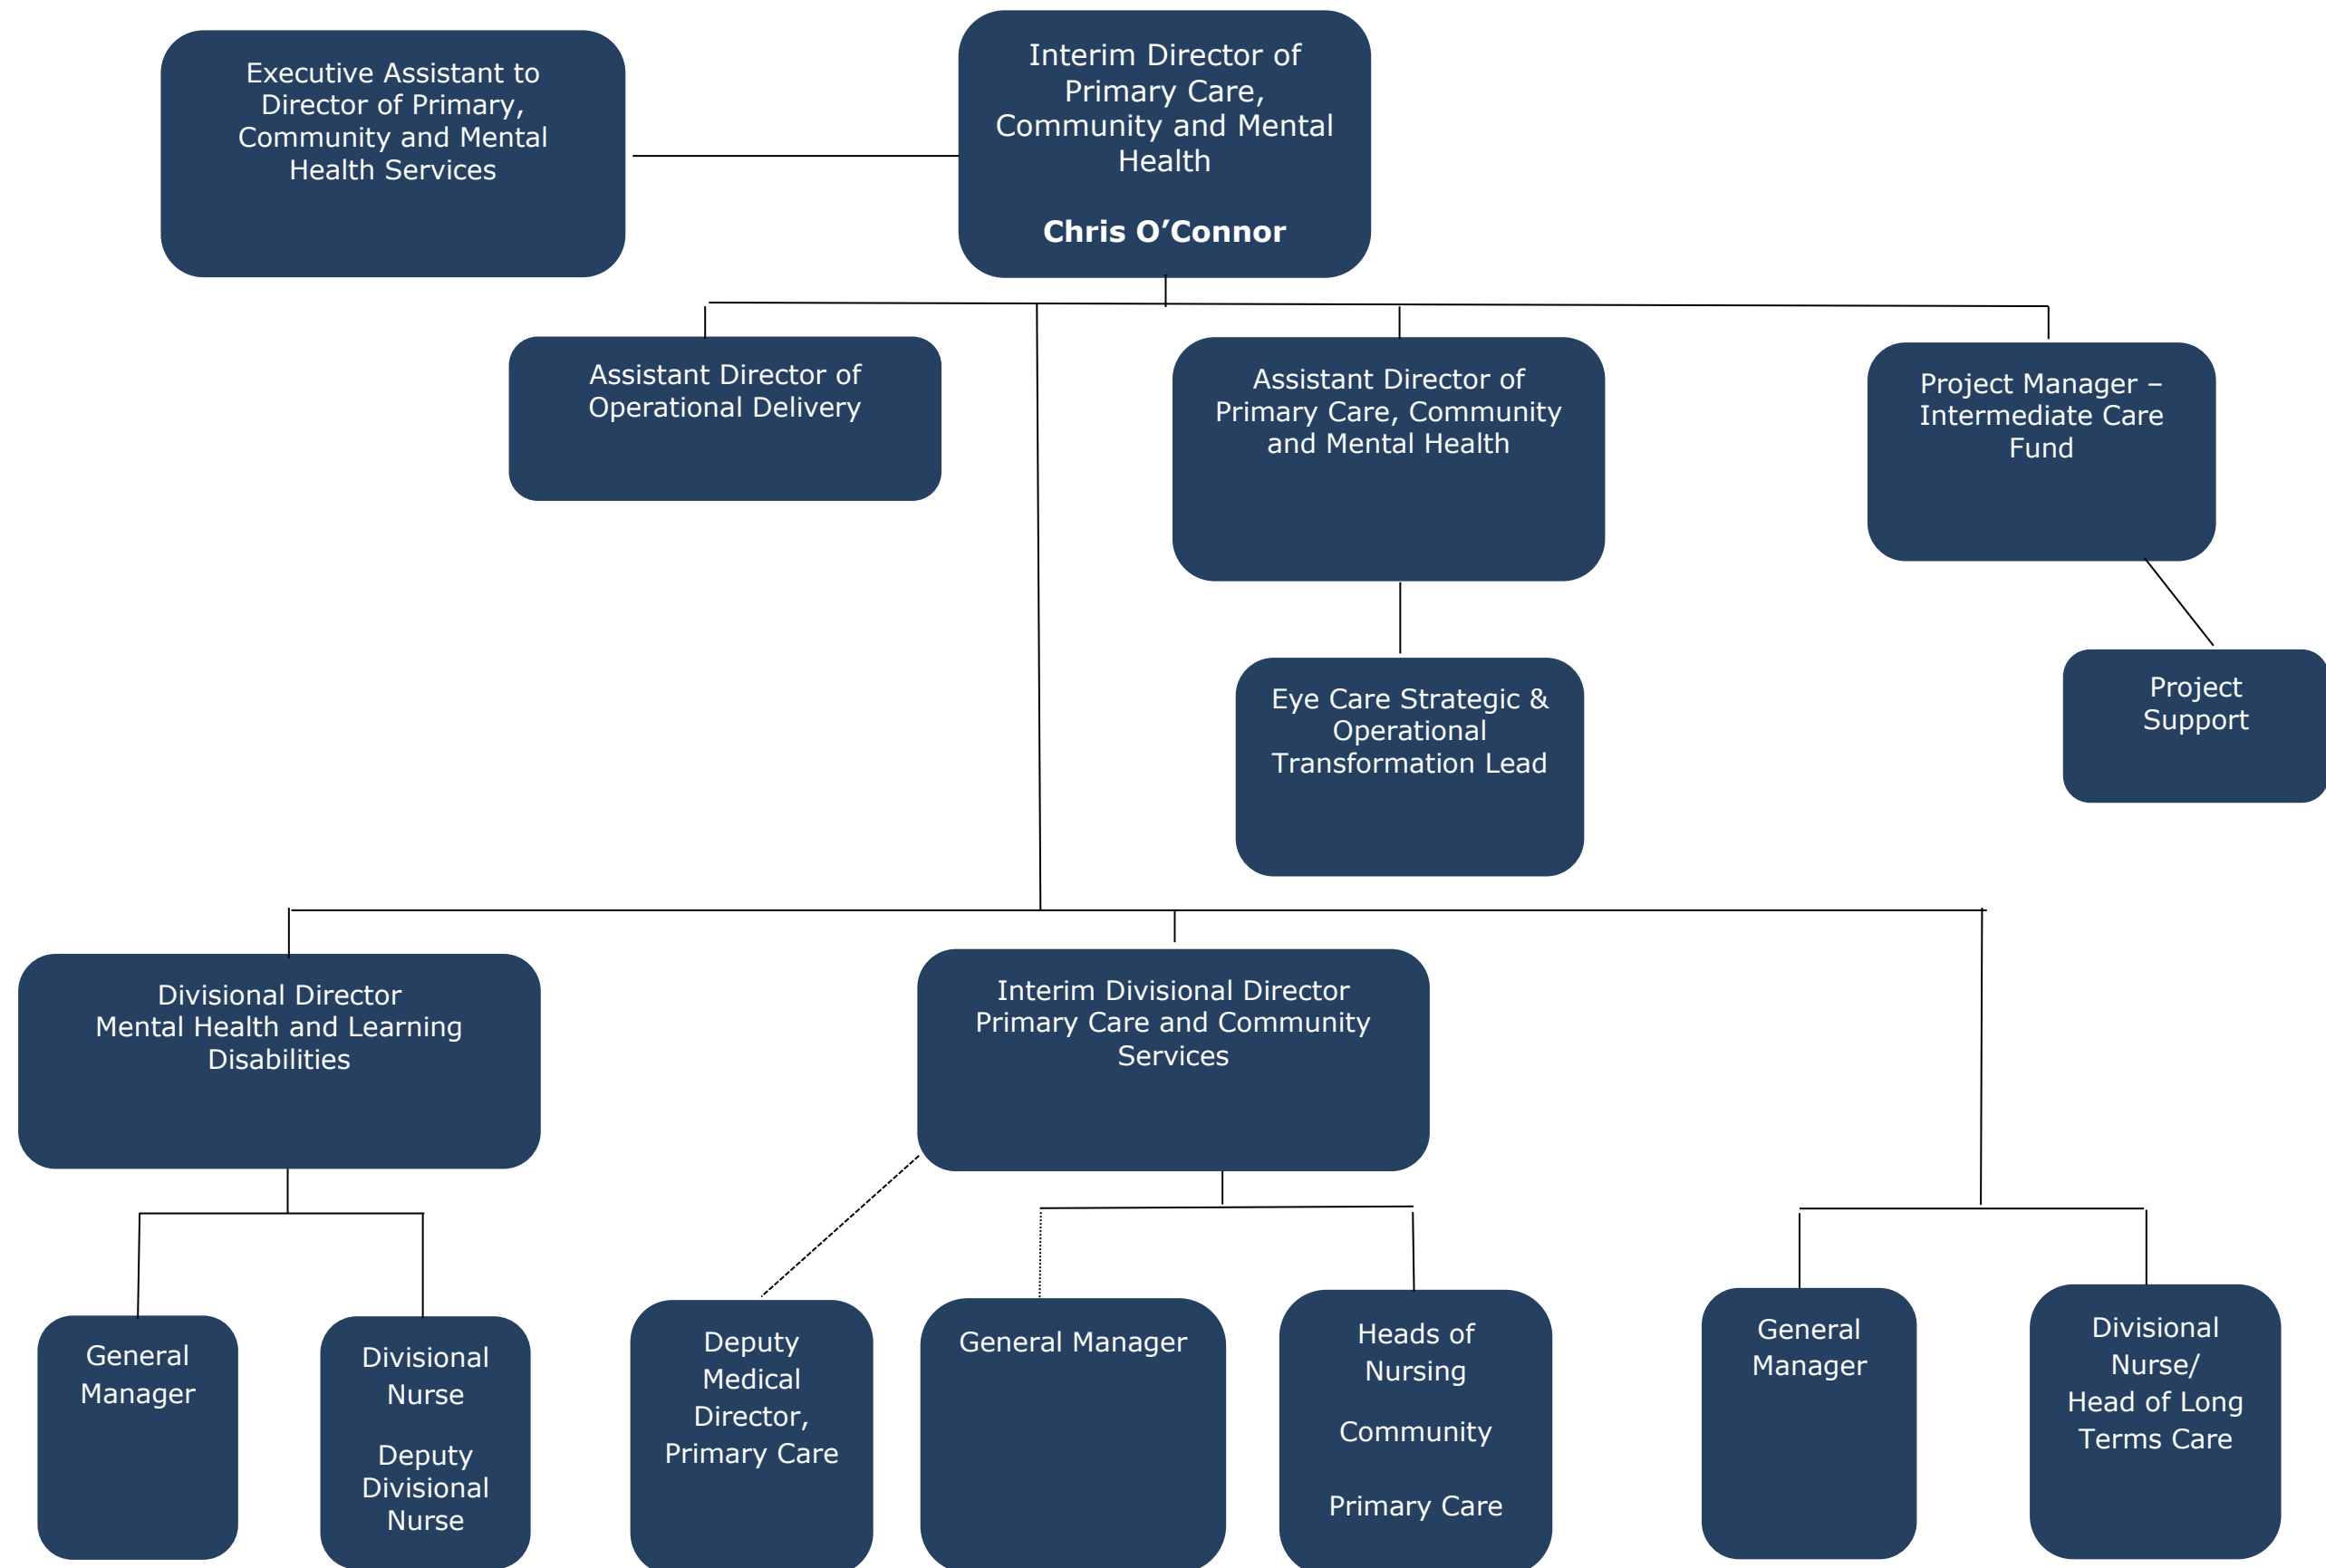 Executive Assistant to
Director of Primary,
Community and Mental
Health Services
Interim Director of
Primary Care,
Community and Mental
Health
Chris O’Connor
Assistant Director of
Operational Delivery
Assistant Director of
Primary Care, Community
and Mental Health
Project Manager –
Intermediate Care
Fund
Eye Care Strategic &
Operational
Transformation Lead
Project
Support
Divisional Director
Mental Health and Learning
Disabilities
Interim Divisional Director
Primary Care and Community
Services
General
Manager
Divisional
Nurse
Deputy
Divisional
Nurse
Deputy
Medical
Director,
Primary Care
General Manager
Heads of
Nursing
Community
Primary Care
General
Manager
Divisional
Nurse/
Head of Long
Terms Care